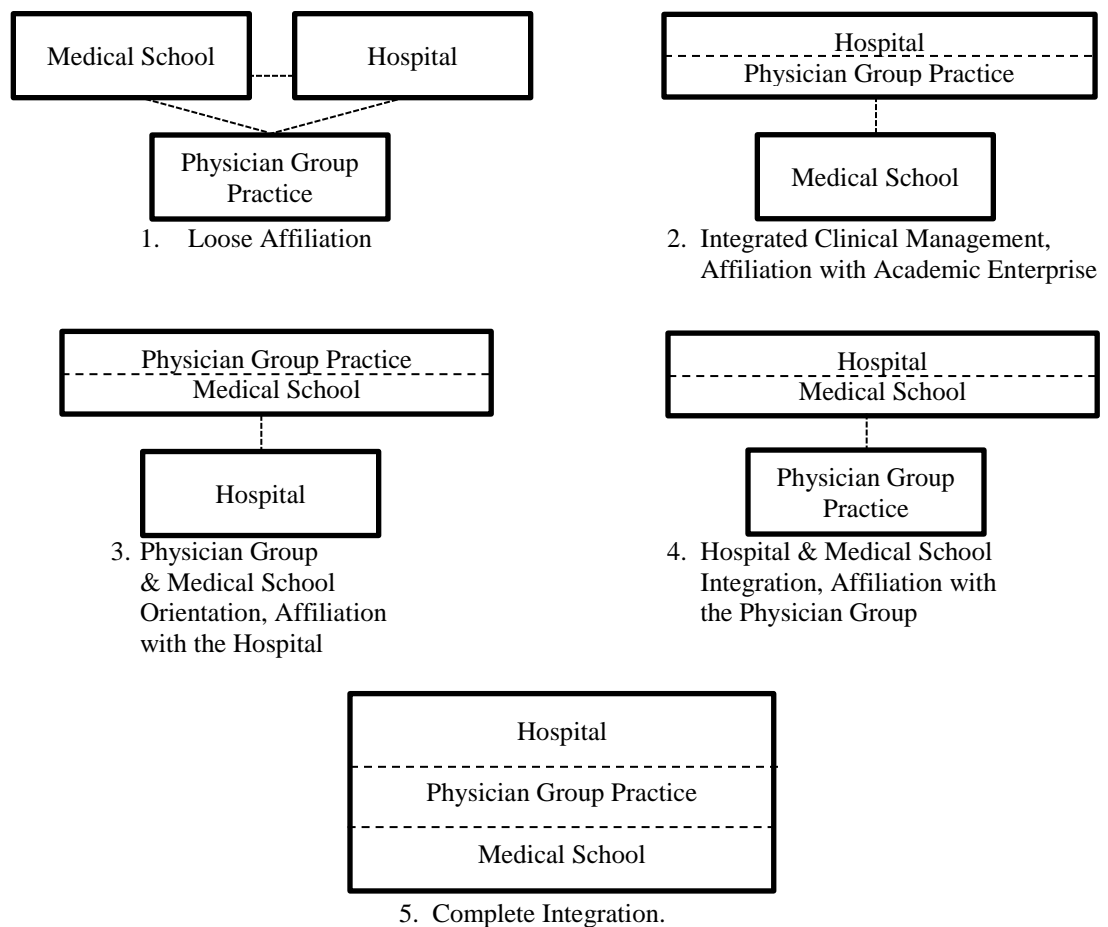 Medical School
Hospital
Physician Group
Practice
1. Loose Affiliation
Hospital
Physician Group Practice
Medical School
2. Integrated Clinical Management,
Affiliation with Academic Enterprise
Physician Group Practice
Medical School
Hospital
3. Physician Group
& Medical School
Orientation, Affiliation
with the Hospital
Hospital
Medical School
Physician Group
Practice
4. Hospital & Medical School
Integration, Affiliation with
the Physician Group
Hospital
Physician Group Practice
Medical School
5. Complete Integration.